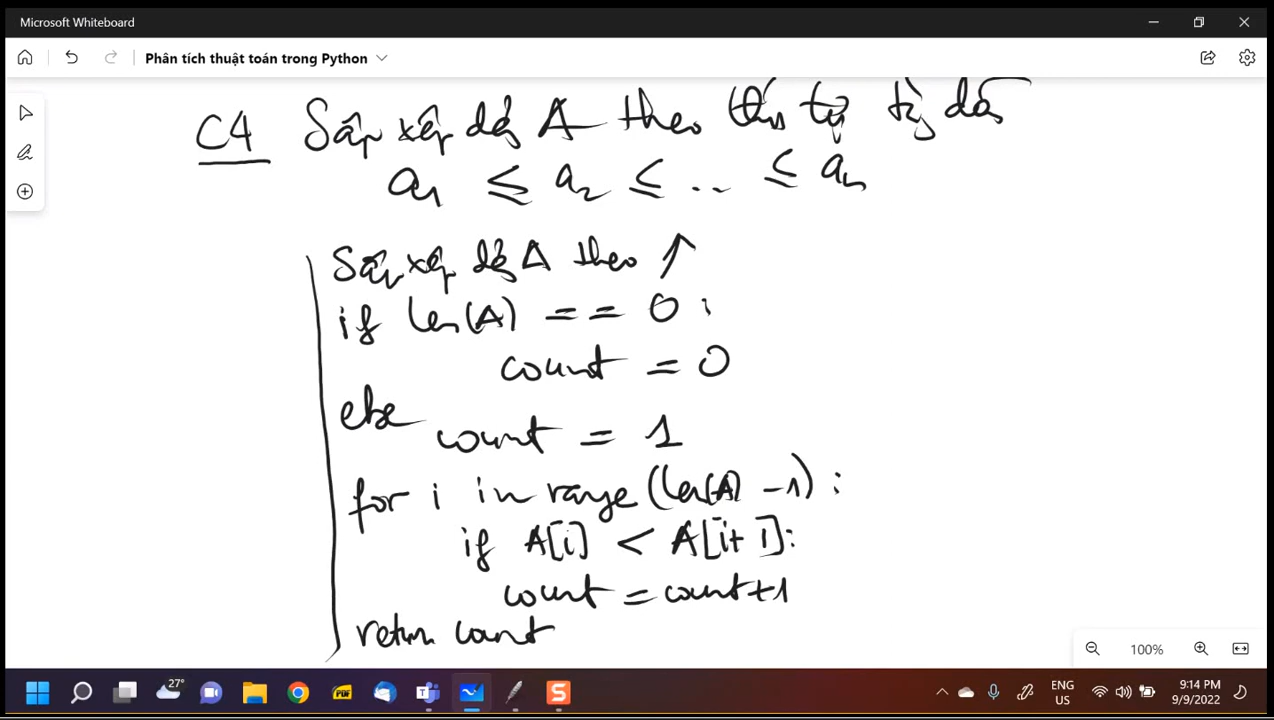 Microsoft Whiteboard
Phân tích thuật toán trong Python
C4 Sắp xếp dãy A theo thứ tự từ dần
a1 ≤ a2 ≤ .. ≤ an
Sắp xếp dãy A theo ↑
if len(A) == 0 :
count = 0
else
count = 1
for i in range (len(A) -1) :
if A[i] < A[i+1]:
count = count+1
return count
100%
27°
PDF
S
ENG
US
9:14 PM
9/9/2022